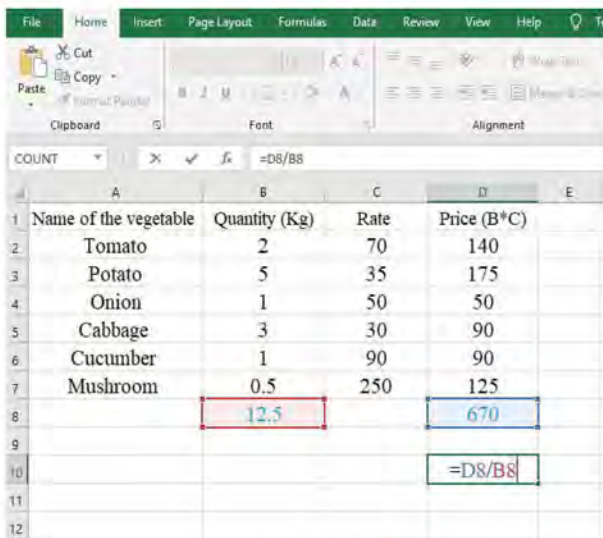 File Home Insert Page Layout Formulas Data Review View Help
Cut
Copy
Paste
Format Painter
Clipboard Font Alignment
COUNT fx =D8/B8
A B C D E
1 Name of the vegetable Quantity (Kg) Rate Price (B*C)
2 Tomato 2 70 140
3 Potato 5 35 175
4 Onion 1 50 50
5 Cabbage 3 30 90
6 Cucumber 1 90 90
7 Mushroom 0.5 250 125
8 12.5 670
9
10 =D8/B8
11
12